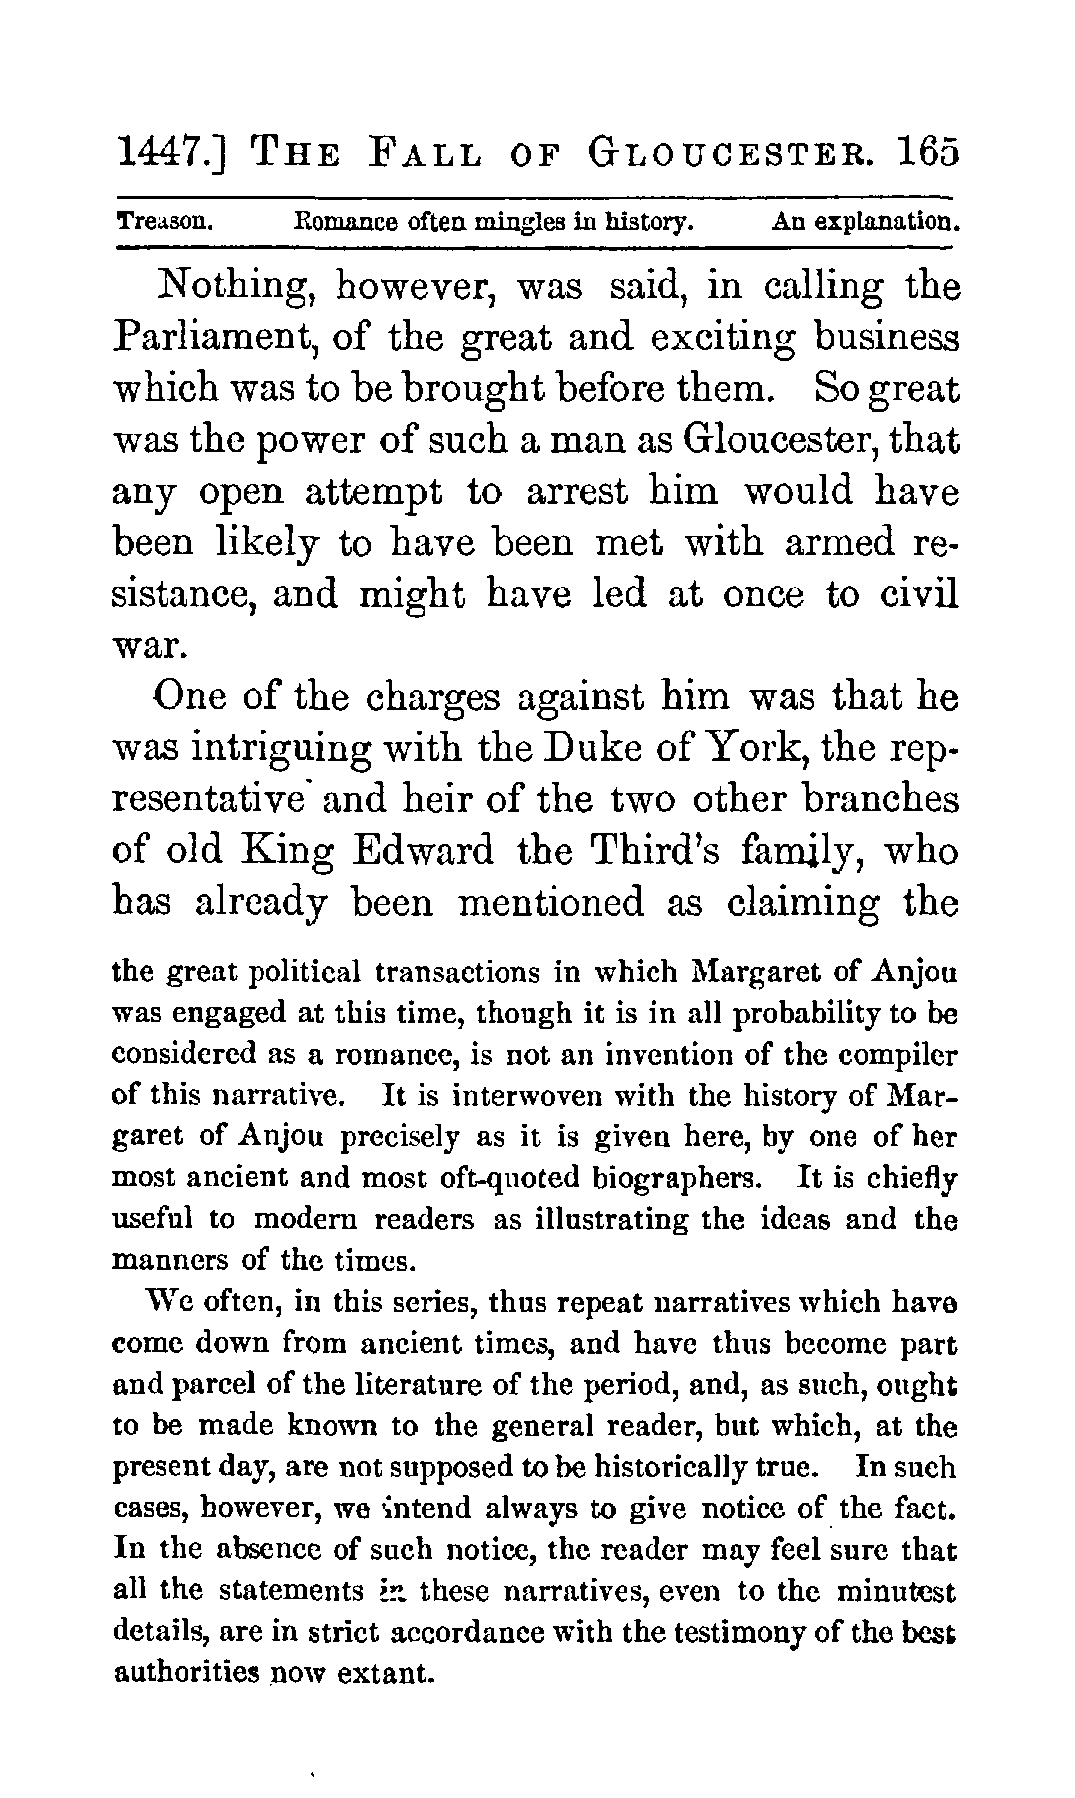 1447.] THE FALL OF GLOUCESTER. 165
Treason. Romance often mingles in history. An explanation.
Nothing, however, was said, in calling the
Parliament, of the great and exciting business
which was to be brought before them. So great
was the power of such a man as Gloucester, that
any open attempt to arrest him would have
been likely to have been met with armed re-
sistance, and might have led at once to civil
war.
One of the charges against him was that he
was intriguing with the Duke of York, the rep-
resentative and heir of the two other branches
of old King Edward the Third's family, who
has already been mentioned as claiming the
the great political transactions in which Margaret of Anjou
was engaged at this time, though it is in all probability to be
considered as a romance, is not an invention of the compiler
of this narrative. It is interwoven with the history of Mar-
garet of Anjou precisely as it is given here, by one of her
most ancient and most oft-quoted biographers. It is chiefly
useful to modern readers as illustrating the ideas and the
manners of the times.
We often, in this series, thus repeat narratives which have
come down from ancient times, and have thus become part
and parcel of the literature of the period, and, as such, ought
to be made known to the general reader, but which, at the
present day, are not supposed to be historically true. In such
cases, however, we intend always to give notice of the fact.
In the absence of such notice, the reader may feel sure that
all the statements in these narratives, even to the minutest
details, are in strict accordance with the testimony of the best
authorities now extant.